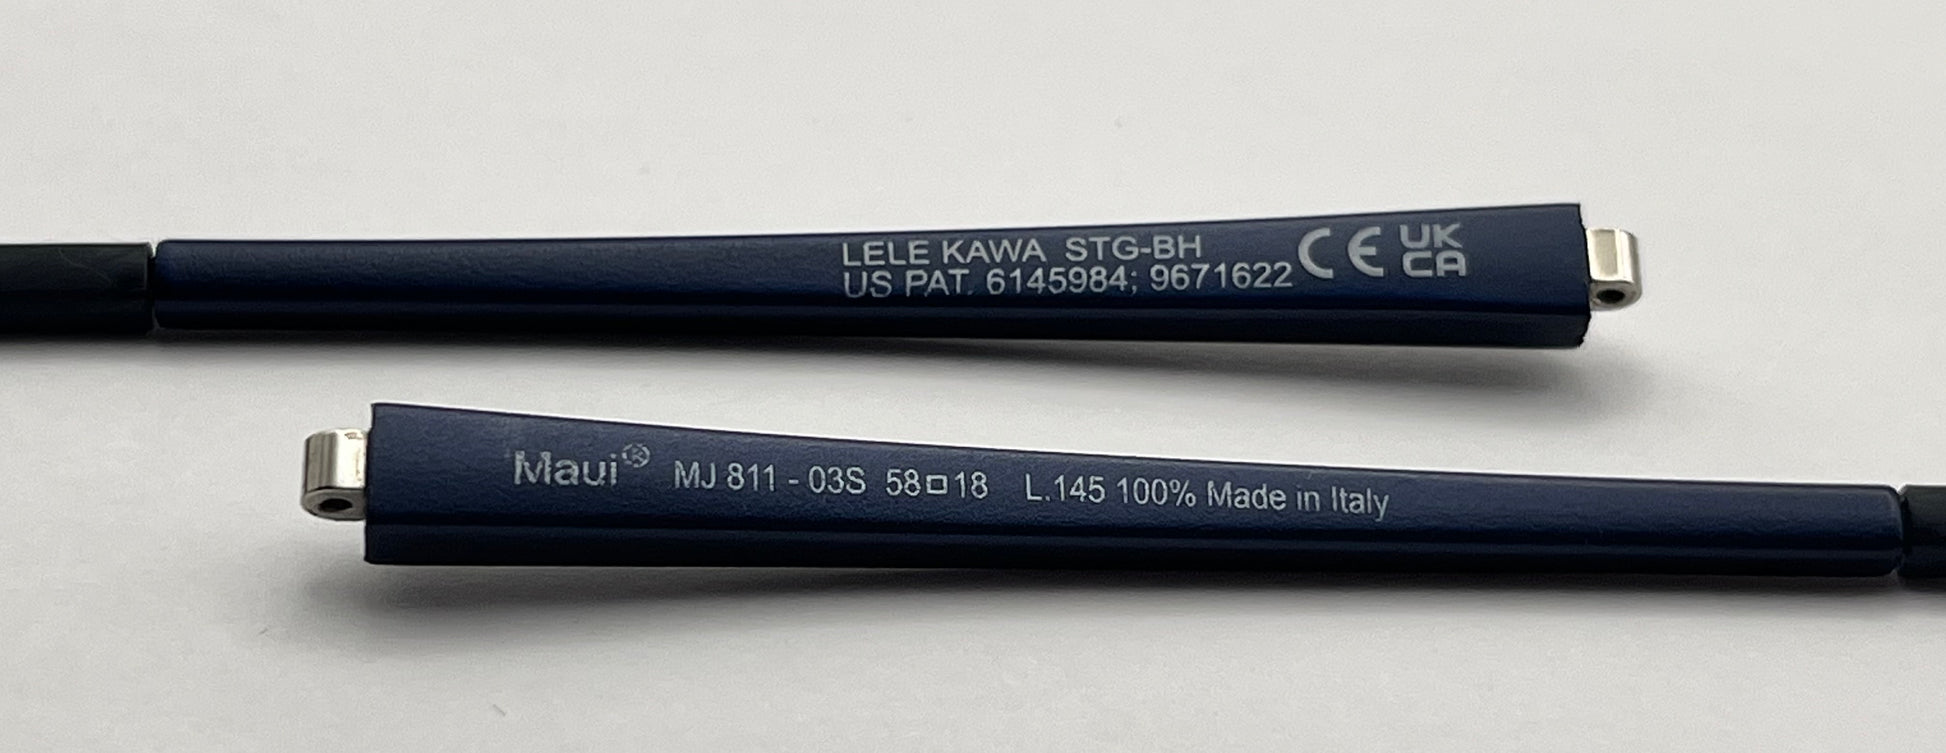 LELE KAWA STG-BH
US PAT. 6145984; 9671622
CE
UK
CA
Maui® MJ 811 - 03S 58□18 L.145 100% Made in Italy